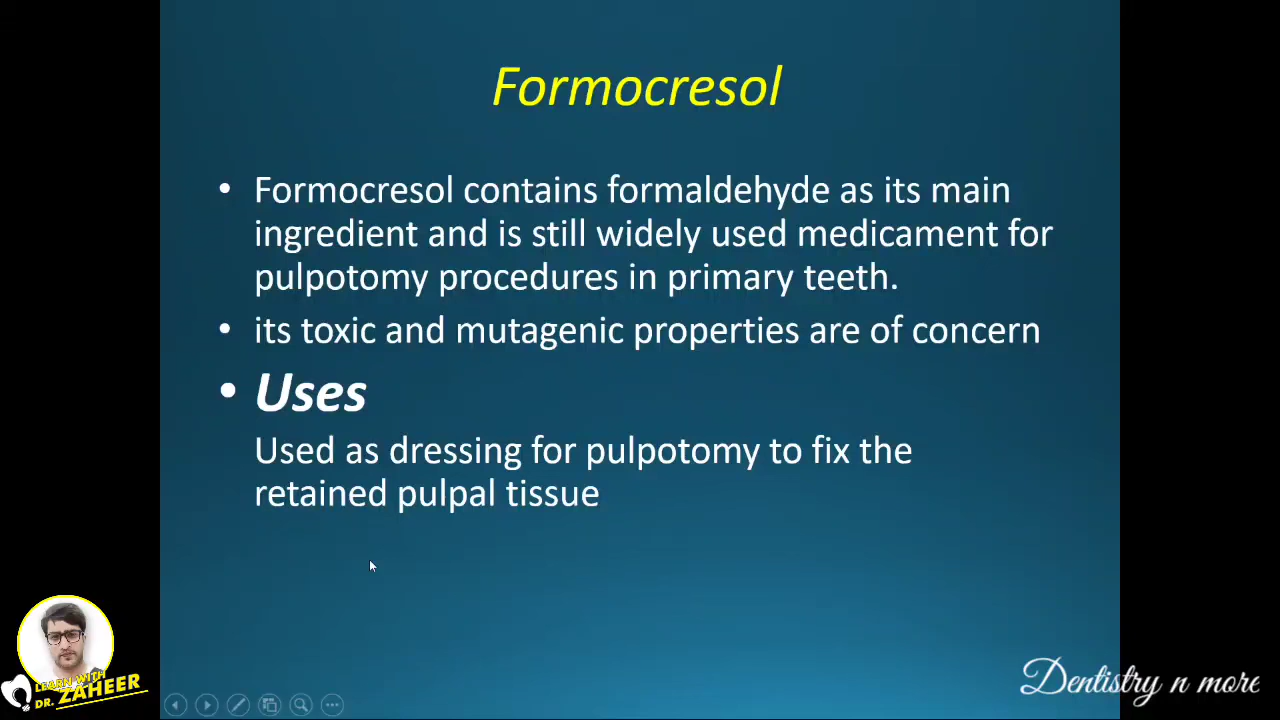 Formocresol
• Formocresol contains formaldehyde as its main
ingredient and is still widely used medicament for
pulpotomy procedures in primary teeth.
• its toxic and mutagenic properties are of concern
• Uses
Used as dressing for pulpotomy to fix the
retained pulpal tissue
LEARN WITH
DR. ZAHEER
Dentistry n more